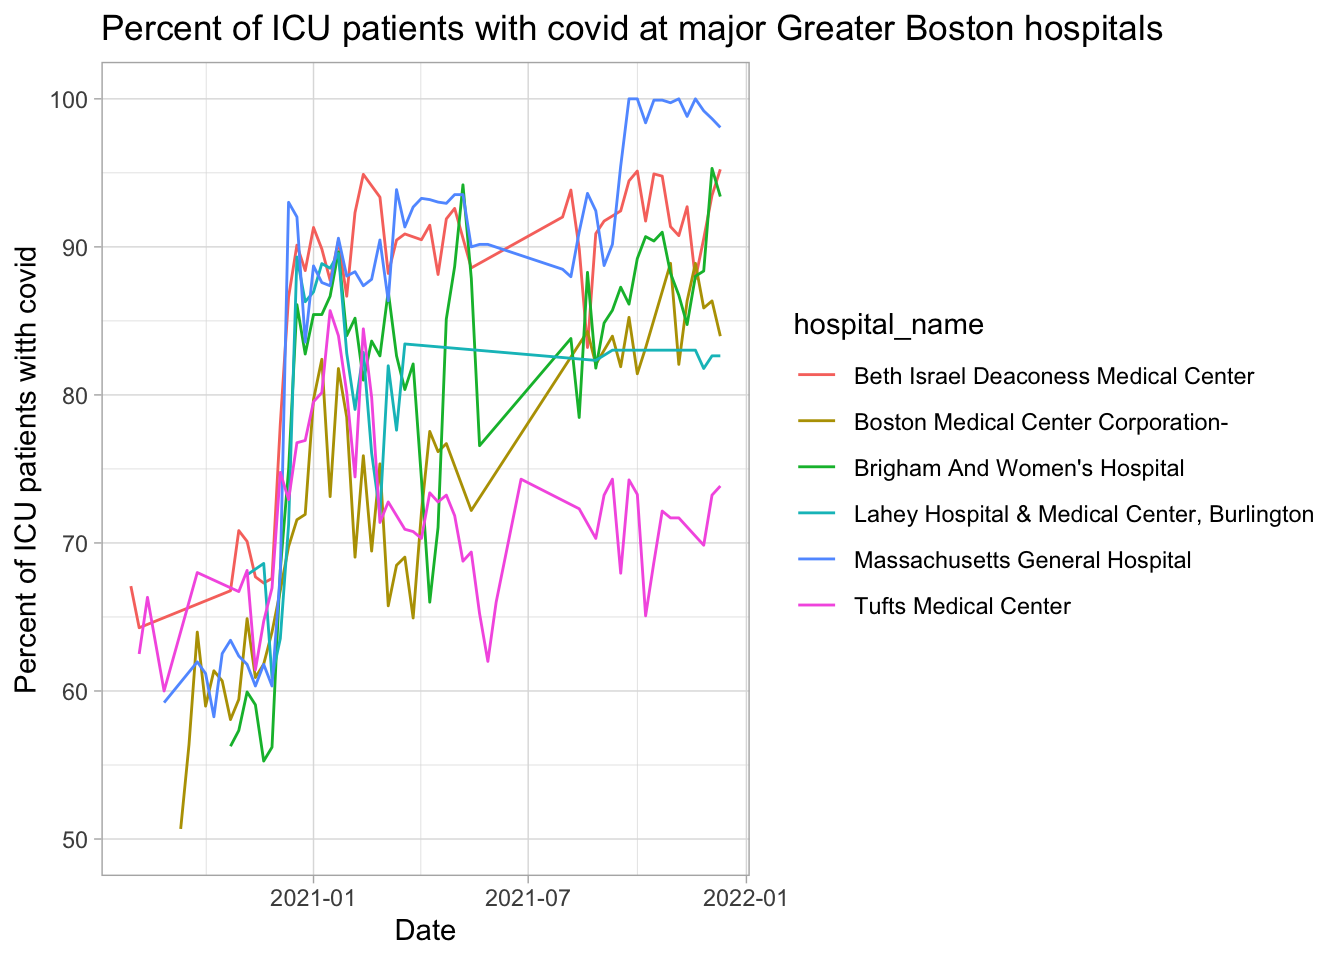 Percent of ICU patients with covid at major Greater Boston hospitals
Percent of ICU patients with covid
100
90
80
70
60
50
2021-01
2021-07
2022-01
Date
hospital_name
Beth Israel Deaconess Medical Center
Boston Medical Center Corporation-
Brigham And Women's Hospital
Lahey Hospital & Medical Center, Burlington
Massachusetts General Hospital
Tufts Medical Center